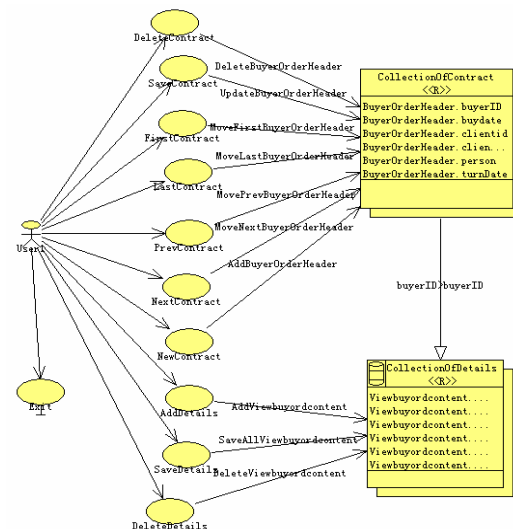 DeleteContract
DeleteBuyerOrderHeader
SaveContract
UpdateBuyerOrderHeader
FirstContract
MoveFirstBuyerOrderHeader
LastContract
MoveLastBuyerOrderHeader
CollectionOfContract
<<R>>
BuyerOrderHeader.buyerID
BuyerOrderHeader.buydate
BuyerOrderHeader.clientid
BuyerOrderHeader.clien...
BuyerOrderHeader.person
BuyerOrderHeader.turnDate
MovePrevBuyerOrderHeader
User1
PrevContract
MoveNextBuyerOrderHeader
AddBuyerOrderHeader
NextContract
buyerID>buyerID
NewContract
Exit
AddDetails
AddViewbuyordcontent
SaveDetails
SaveAllViewbuyordcontent
DeleteViewbuyordcontent
DeleteDetails
CollectionOfDetails
<<R>>
Viewbuyordcontent....
Viewbuyordcontent....
Viewbuyordcontent....
Viewbuyordcontent....
Viewbuyordcontent....
Viewbuyordcontent....